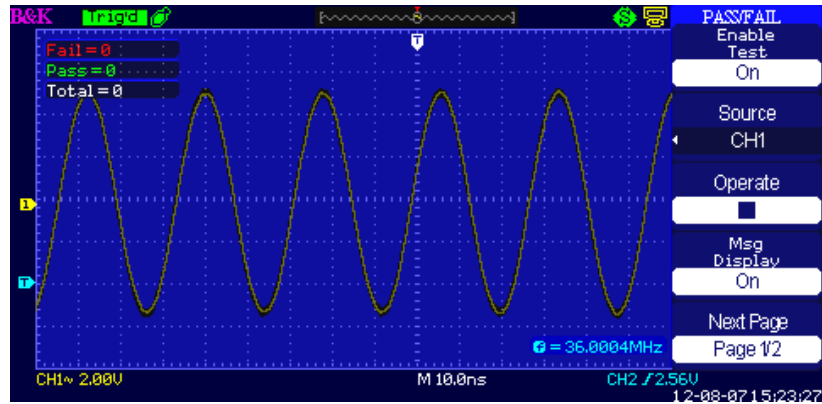 B&K Trig'd S PASS/FAIL
T
Enable
Test
On
Fail=0
Pass=0
Total=0
Source
CH1
Operate
1
Msg
Display
On
T
Next Page
Page 1/2
f = 36.0004MHz
CH1~ 2.00V M 10.0ns CH2 / 2.56V
12-08-07 15:23:27